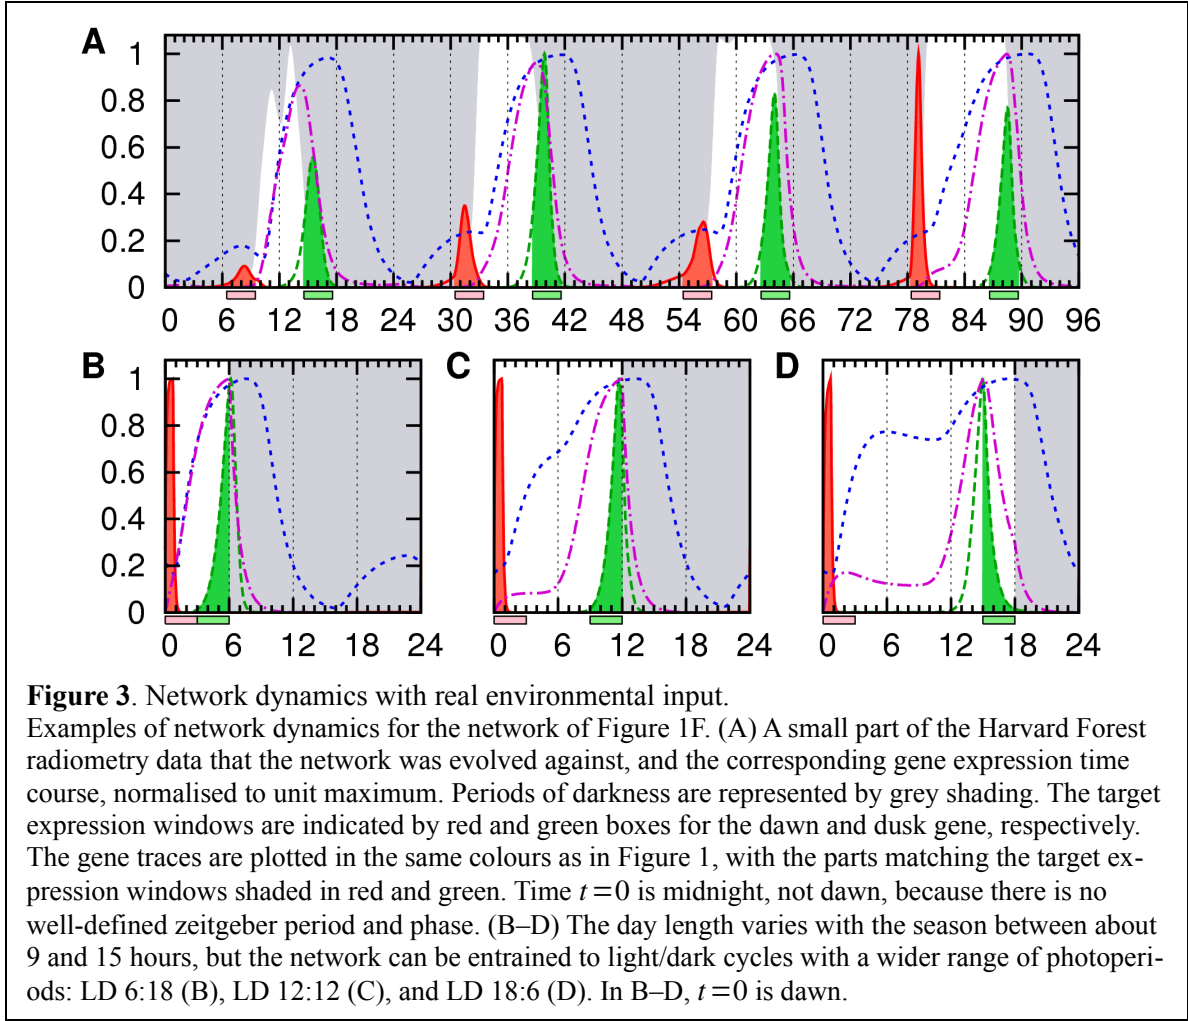 A
1
0.8
0.6
0.4
0.2
0
0 6 12 18 24 30 36 42 48 54 60 66 72 78 84 90 96
B C D
1
0.8
0.6
0.4
0.2
0
0 6 12 18 24 0 6 12 18 24 0 6 12 18 24
Figure 3. Network dynamics with real environmental input.
Examples of network dynamics for the network of Figure 1F. (A) A small part of the Harvard Forest
radiometry data that the network was evolved against, and the corresponding gene expression time
course, normalised to unit maximum. Periods of darkness are represented by grey shading. The target
expression windows are indicated by red and green boxes for the dawn and dusk gene, respectively.
The gene traces are plotted in the same colours as in Figure 1, with the parts matching the target ex-
pression windows shaded in red and green. Time t=0 is midnight, not dawn, because there is no
well-defined zeitgeber period and phase. (B–D) The day length varies with the season between about
9 and 15 hours, but the network can be entrained to light/dark cycles with a wider range of photoperi-
ods: LD 6:18 (B), LD 12:12 (C), and LD 18:6 (D). In B–D, t=0 is dawn.